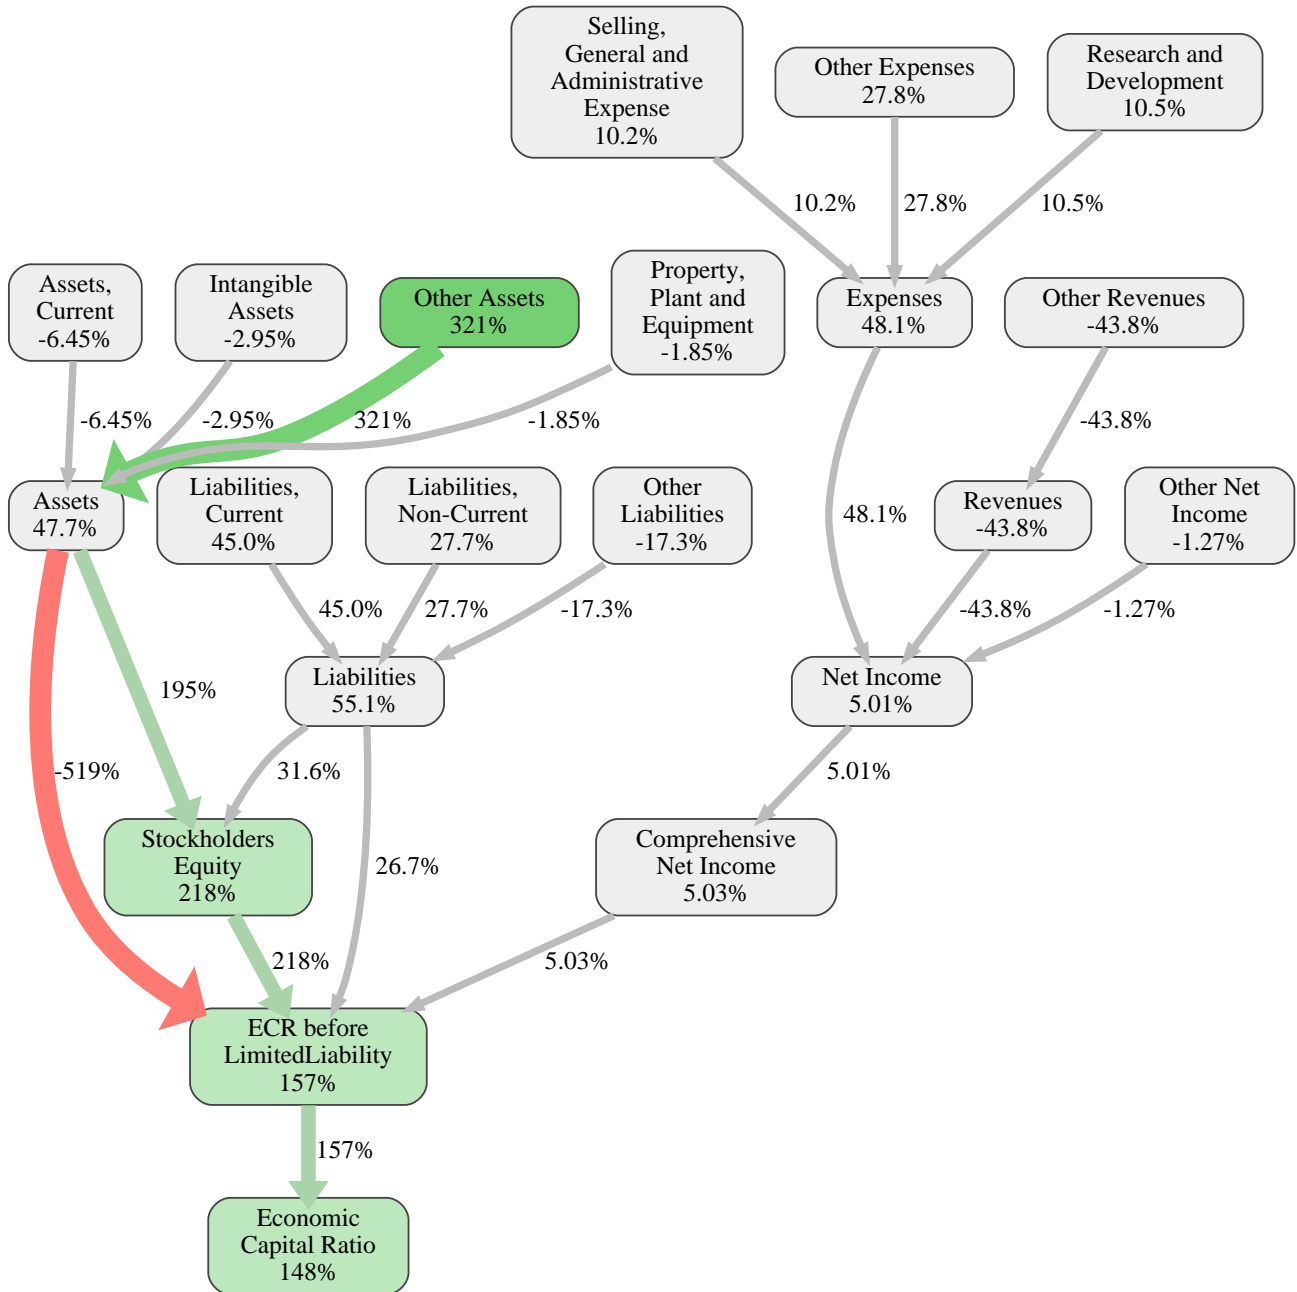 Selling,
General and
Administrative
Expense
10.2%
Other Expenses
27.8%
Research and
Development
10.5%
10.2%
27.8%
10.5%
Assets,
Current
-6.45%
Intangible
Assets
-2.95%
Other Assets
321%
Property,
Plant and
Equipment
-1.85%
Expenses
48.1%
Other Revenues
-43.8%
-6.45%
-2.95%
321%
-1.85%
-43.8%
Assets
47.7%
Liabilities,
Current
45.0%
Liabilities,
Non-Current
27.7%
Other
Liabilities
-17.3%
48.1%
Revenues
-43.8%
Other Net
Income
-1.27%
45.0%
27.7%
-17.3%
-43.8%
-1.27%
195%
Liabilities
55.1%
Net Income
5.01%
-519%
31.6%
5.01%
Stockholders
Equity
218%
26.7%
Comprehensive
Net Income
5.03%
218%
5.03%
ECR before
LimitedLiability
157%
157%
Economic
Capital Ratio
148%